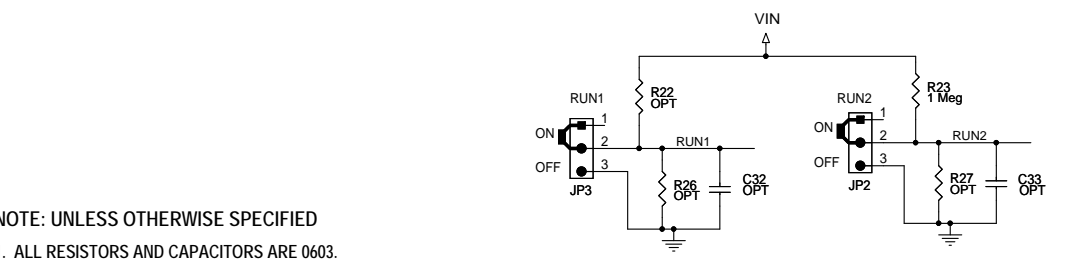 VIN
R22
OPT
R23
1 Meg
RUN1
RUN2
1
ON
2
RUN1
OFF
3
JP3
R26
OPT
C32
OPT
1
ON
2
RUN2
OFF
3
JP2
R27
OPT
C33
OPT
NOTE: UNLESS OTHERWISE SPECIFIED
. ALL RESISTORS AND CAPACITORS ARE 0603.